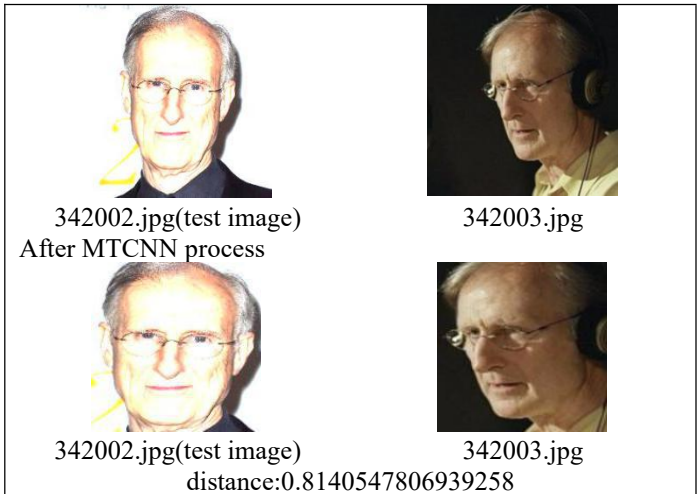 342002.jpg(test image) 342003.jpg
After MTCNN process
342002.jpg(test image) 342003.jpg
distance:0.8140547806939258